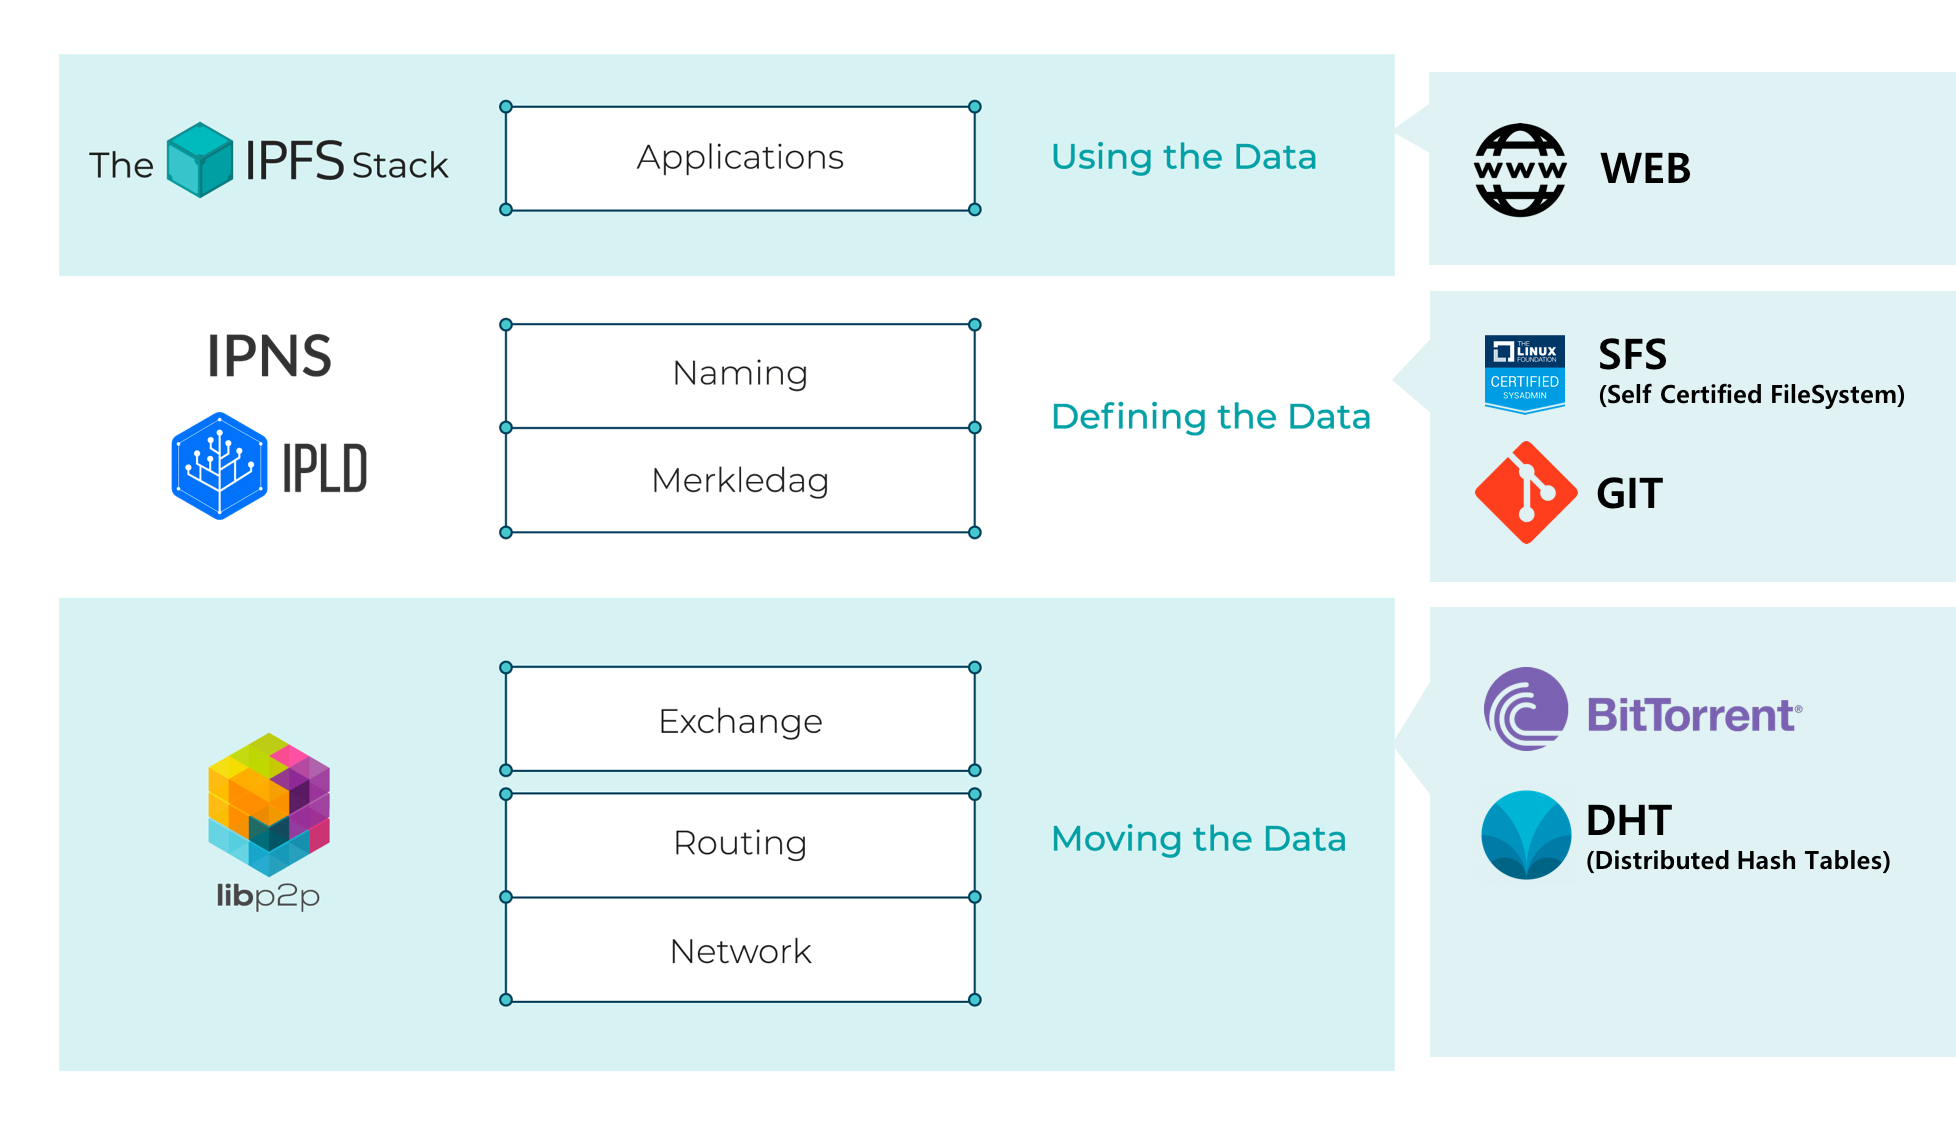 The IPFS Stack
Applications
Using the Data
WWW
WEB
IPNS
IPLD
Naming
Merkledag
Defining the Data
THE
LINUX
FOUNDATION
CERTIFIED
SYSADMIN
SFS
(Self Certified FileSystem)
GIT
libp2p
Exchange
Routing
Network
Moving the Data
BitTorrent®
DHT
(Distributed Hash Tables)